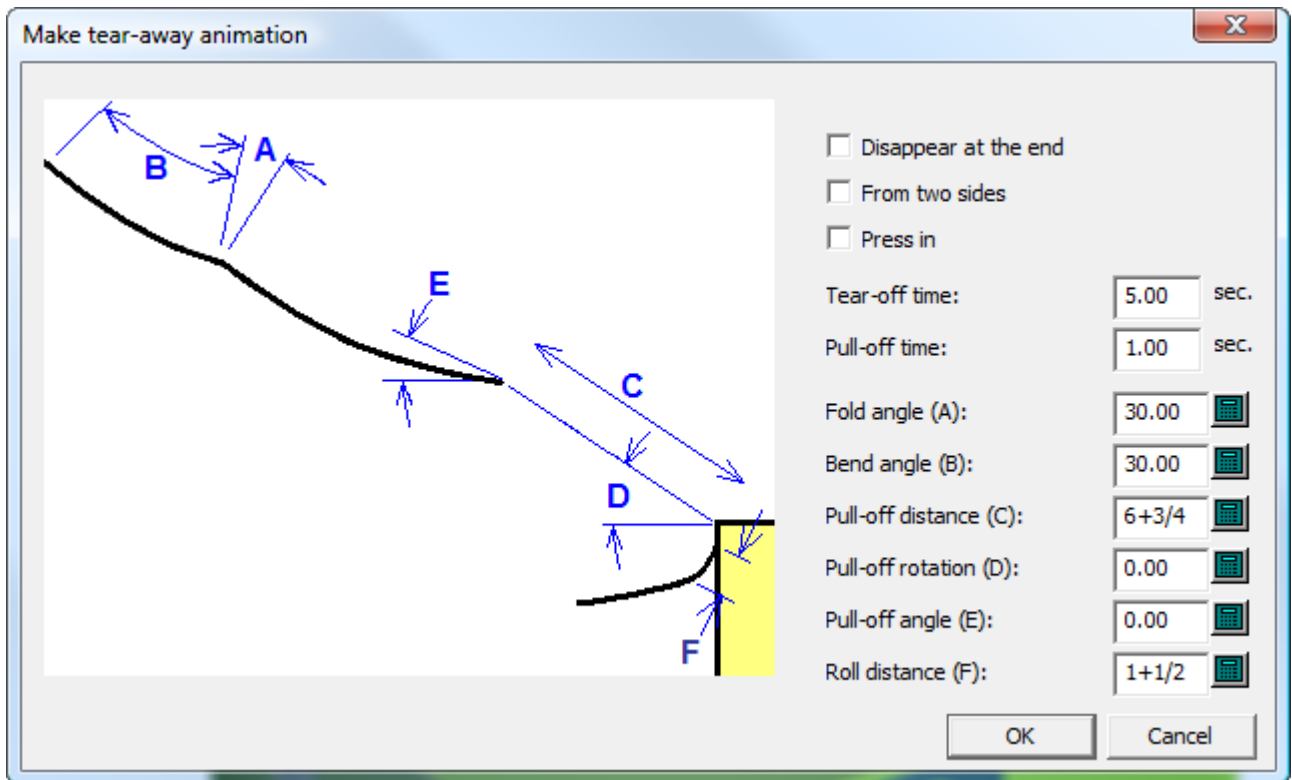 Make tear-away animation
A
B
E
C
D
F
Disappear at the end
From two sides
Press in
Tear-off time: 5.00 sec.
Pull-off time: 1.00 sec.
Fold angle (A): 30.00
Bend angle (B): 30.00
Pull-off distance (C): 6+3/4
Pull-off rotation (D): 0.00
Pull-off angle (E): 0.00
Roll distance (F): 1+1/2
OK Cancel